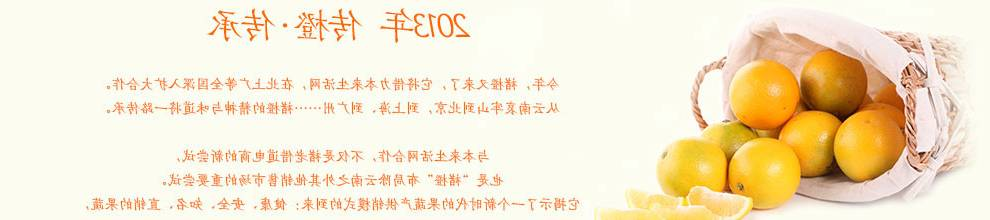 2013年 传橙·传承
今年，褚橙又来了，它将借力本来生活网，在北上广等全国深入扩大合作。
从云南哀牢山到北京，到上海、到广州……褚橙的精神与味道将一路传承。
与本来生活网合作，不仅是褚老借道电商的新尝试，
也是“褚橙”布局除云南之外其他销售市场的重要尝试。
它揭示了一个新时代的果蔬产供销模式的到来：健康、安全、知名、直销的果蔬，